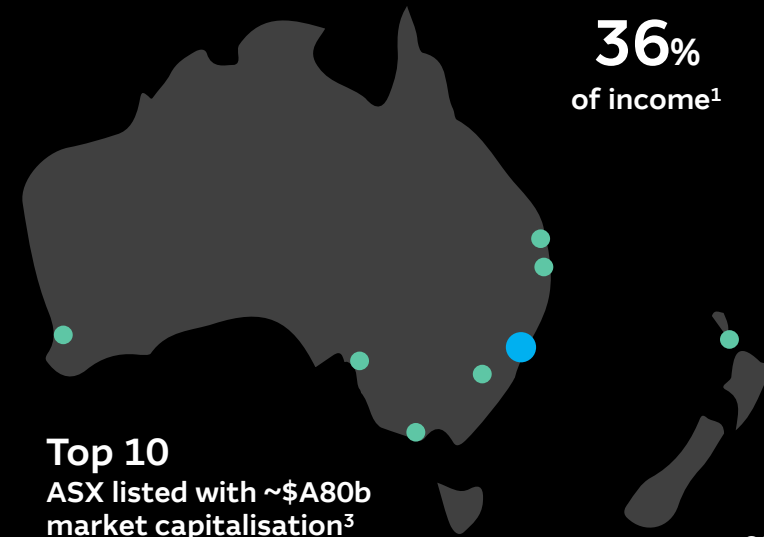 36%
of income¹
Top 10
ASX listed with ~$A80b
market capitalisation³